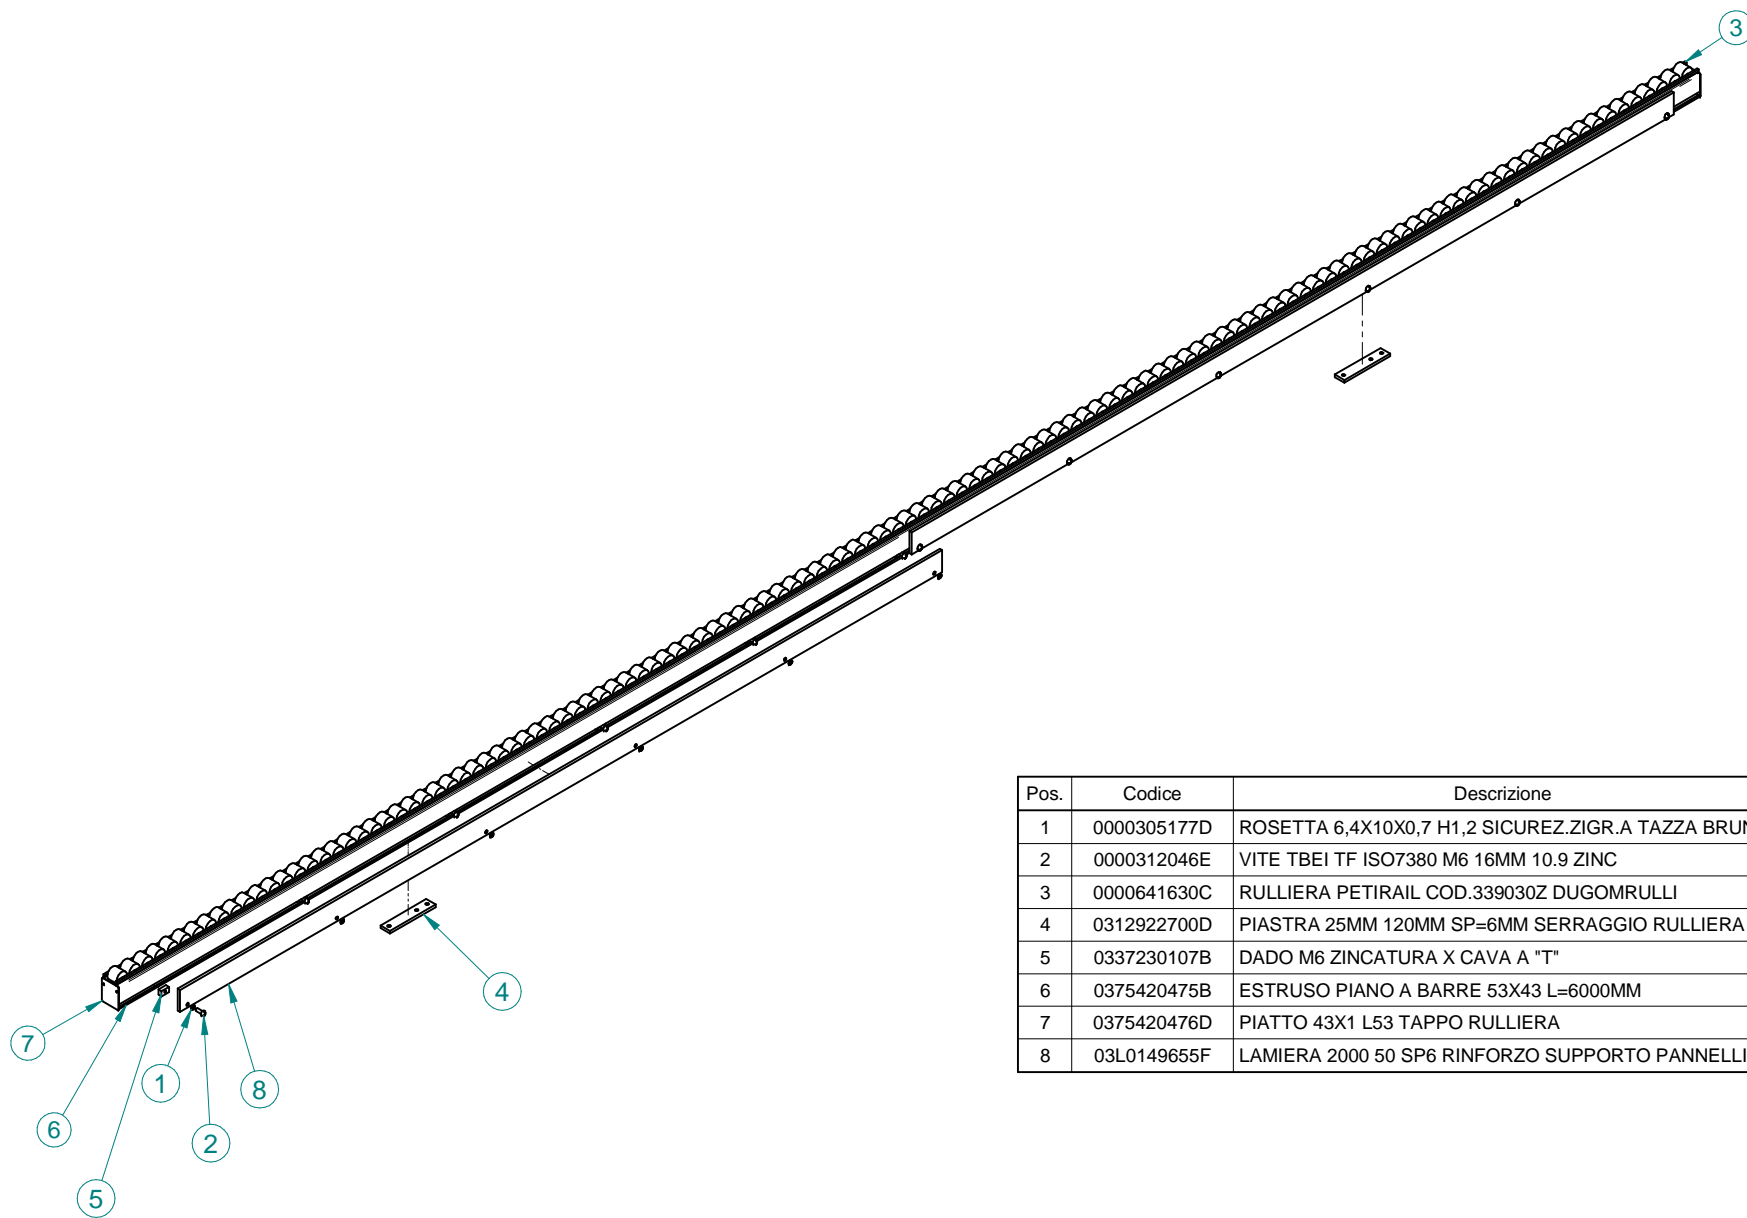 3
4
7
1
8
6
2
5
Pos. Codice Descrizione
1 0000305177D ROSETTA 6,4X10X0,7 H1,2 SICUREZ.ZIGR.A TAZZA
2 0000312046E VITE TBEI TF ISO7380 M6 16MM 10.9 ZINC
3 0000641630C RULLIERA PETIRAIL COD.339030Z DUGOMRULLI
4 0312922700D PIASTRA 25MM 120MM SP=6MM SERRAGGIO RULLIERA
5 0337230107B DADO M6 ZINCATURA X CAVA A "T"
6 0375420475B ESTRUSO PIANO A BARRE 53X43 L=6000MM
7 0375420476D PIATTO 43X1 L53 TAPPO RULLIERA
8 03L0149655F LAMIERA 2000 50 SP6 RINFORZO SUPPORTO PANNELLI